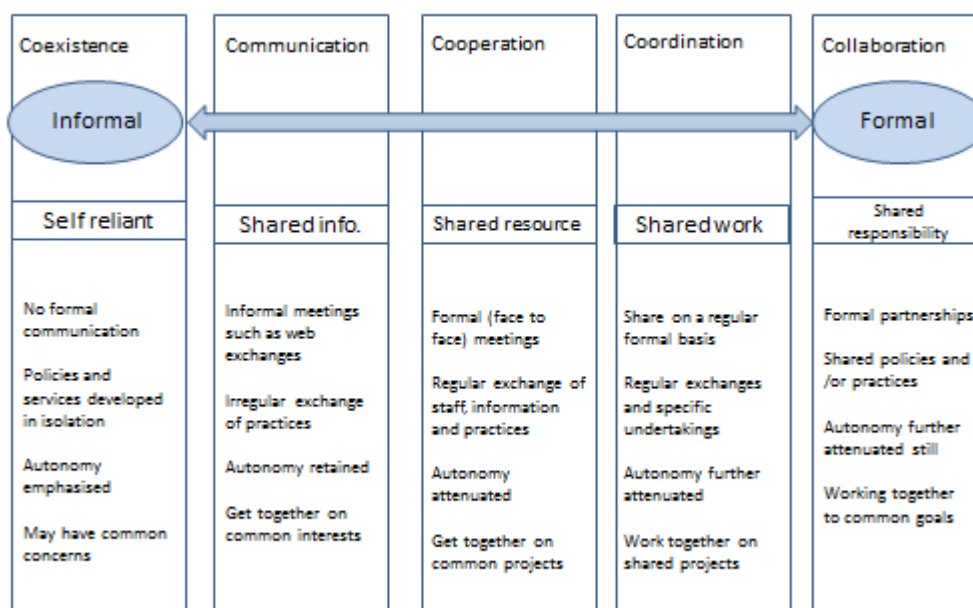 Coexistence
Informal
Self reliant
No formal
communication
Policies and
services developed
in isolation
Autonomy
emphasised
May have common
concerns
Communication
Shared info.
Informal meetings
such as web
exchanges
Irregular exchange
of practices
Autonomy retained
Get together on
common interests
Cooperation
Shared resource
Formal (face to
face) meetings
Regular exchange of
staff, information
and practices
Autonomy
attenuated
Get together on
common projects
Coordination
Shared work
Share on a regular
formal basis
Regular exchanges
and specific
undertakings
Autonomy further
attenuated
Work together on
shared projects
Collaboration
Formal
Shared
responsibility
Formal partnerships
Shared policies and
/or practices
Autonomy further
attenuated still
Working together
to common goals